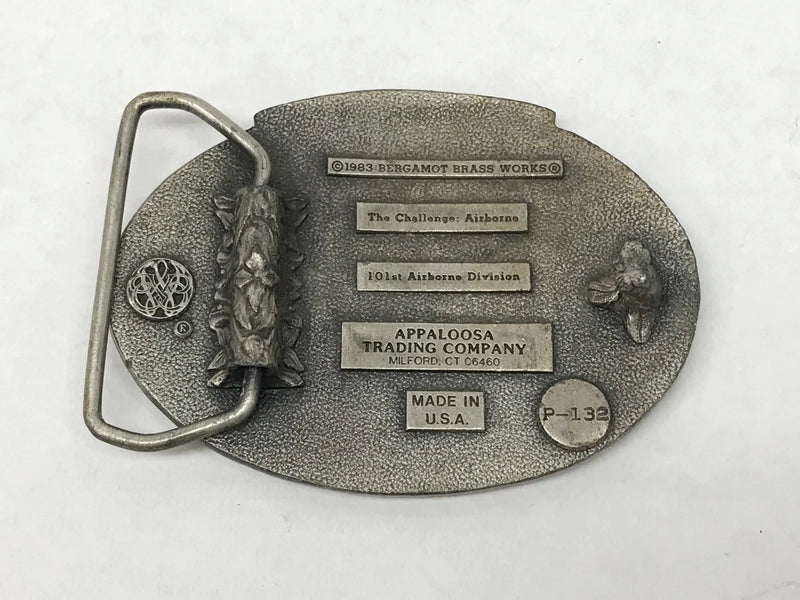 ©1983 BERGAMOT BRASS WORKS®
The Challenge: Airborne
101st Airborne Division
APPALOOSA
TRADING COMPANY
MILFORD, CT 06460
MADE IN
U.S.A.
P-132
®